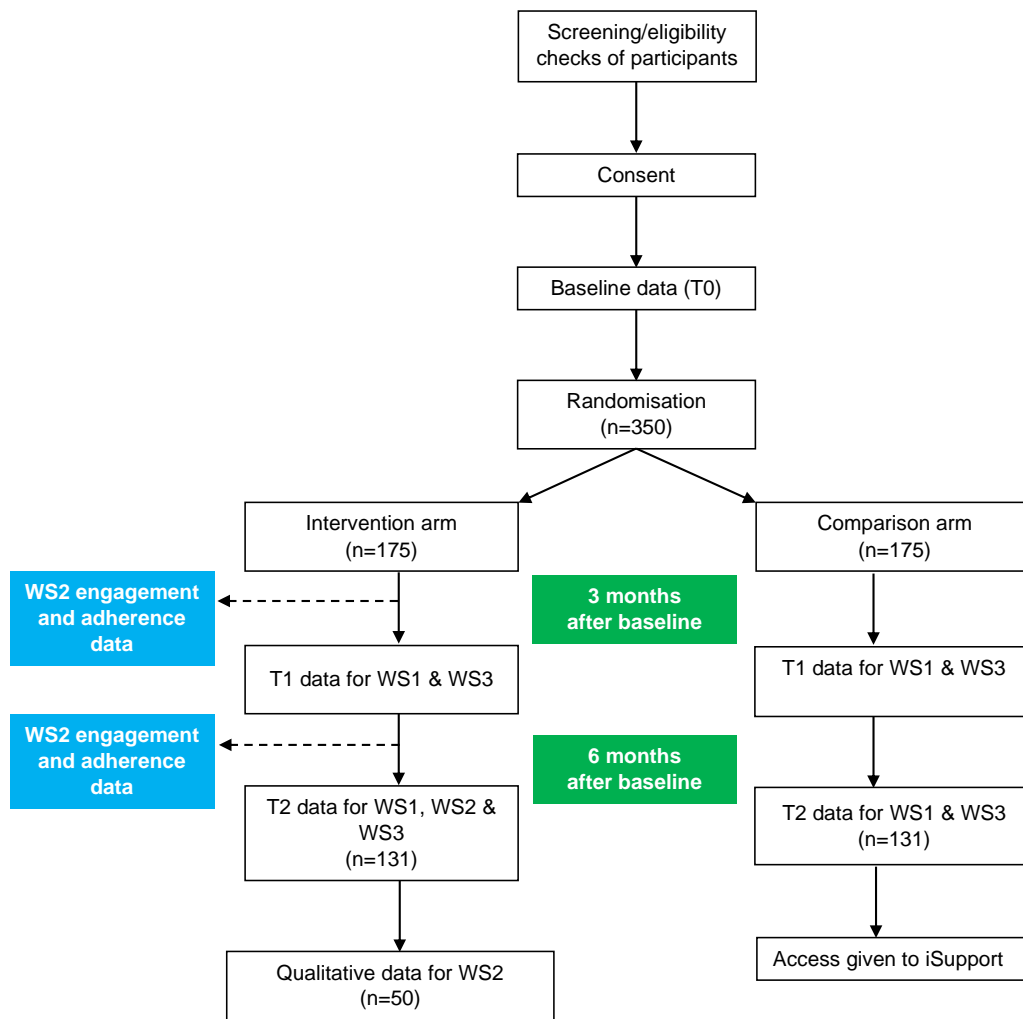 Screening/eligibility
checks of participants
Consent
Baseline data (T0)
Randomisation
(n=350)
Intervention arm
(n=175)
Comparison arm
(n=175)
WS2 engagement
and adherence
data
3 months
after baseline
T1 data for WS1 & WS3
T1 data for WS1 & WS3
WS2 engagement
and adherence
data
6 months
after baseline
T2 data for WS1, WS2 &
WS3
(n=131)
T2 data for WS1 & WS3
(n=131)
Qualitative data for WS2
(n=50)
Access given to iSupport